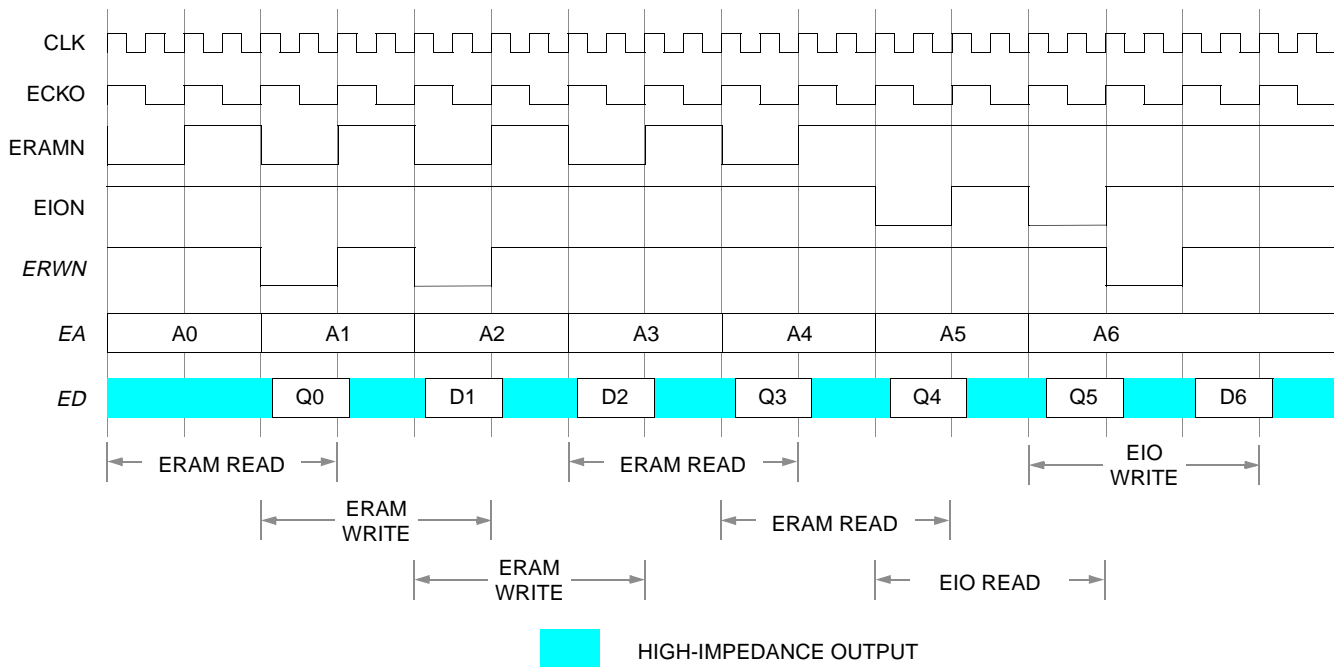 CLK
ECKO
ERAMN
EION
ERWN
EA A0 A1 A2 A3 A4 A5 A6
ED Q0 D1 D2 Q3 Q4 Q5 D6
ERAM READ
ERAM READ
EIO
WRITE
ERAM
WRITE
ERAM READ
ERAM
WRITE
EIO READ
HIGH-IMPEDANCE OUTPUT